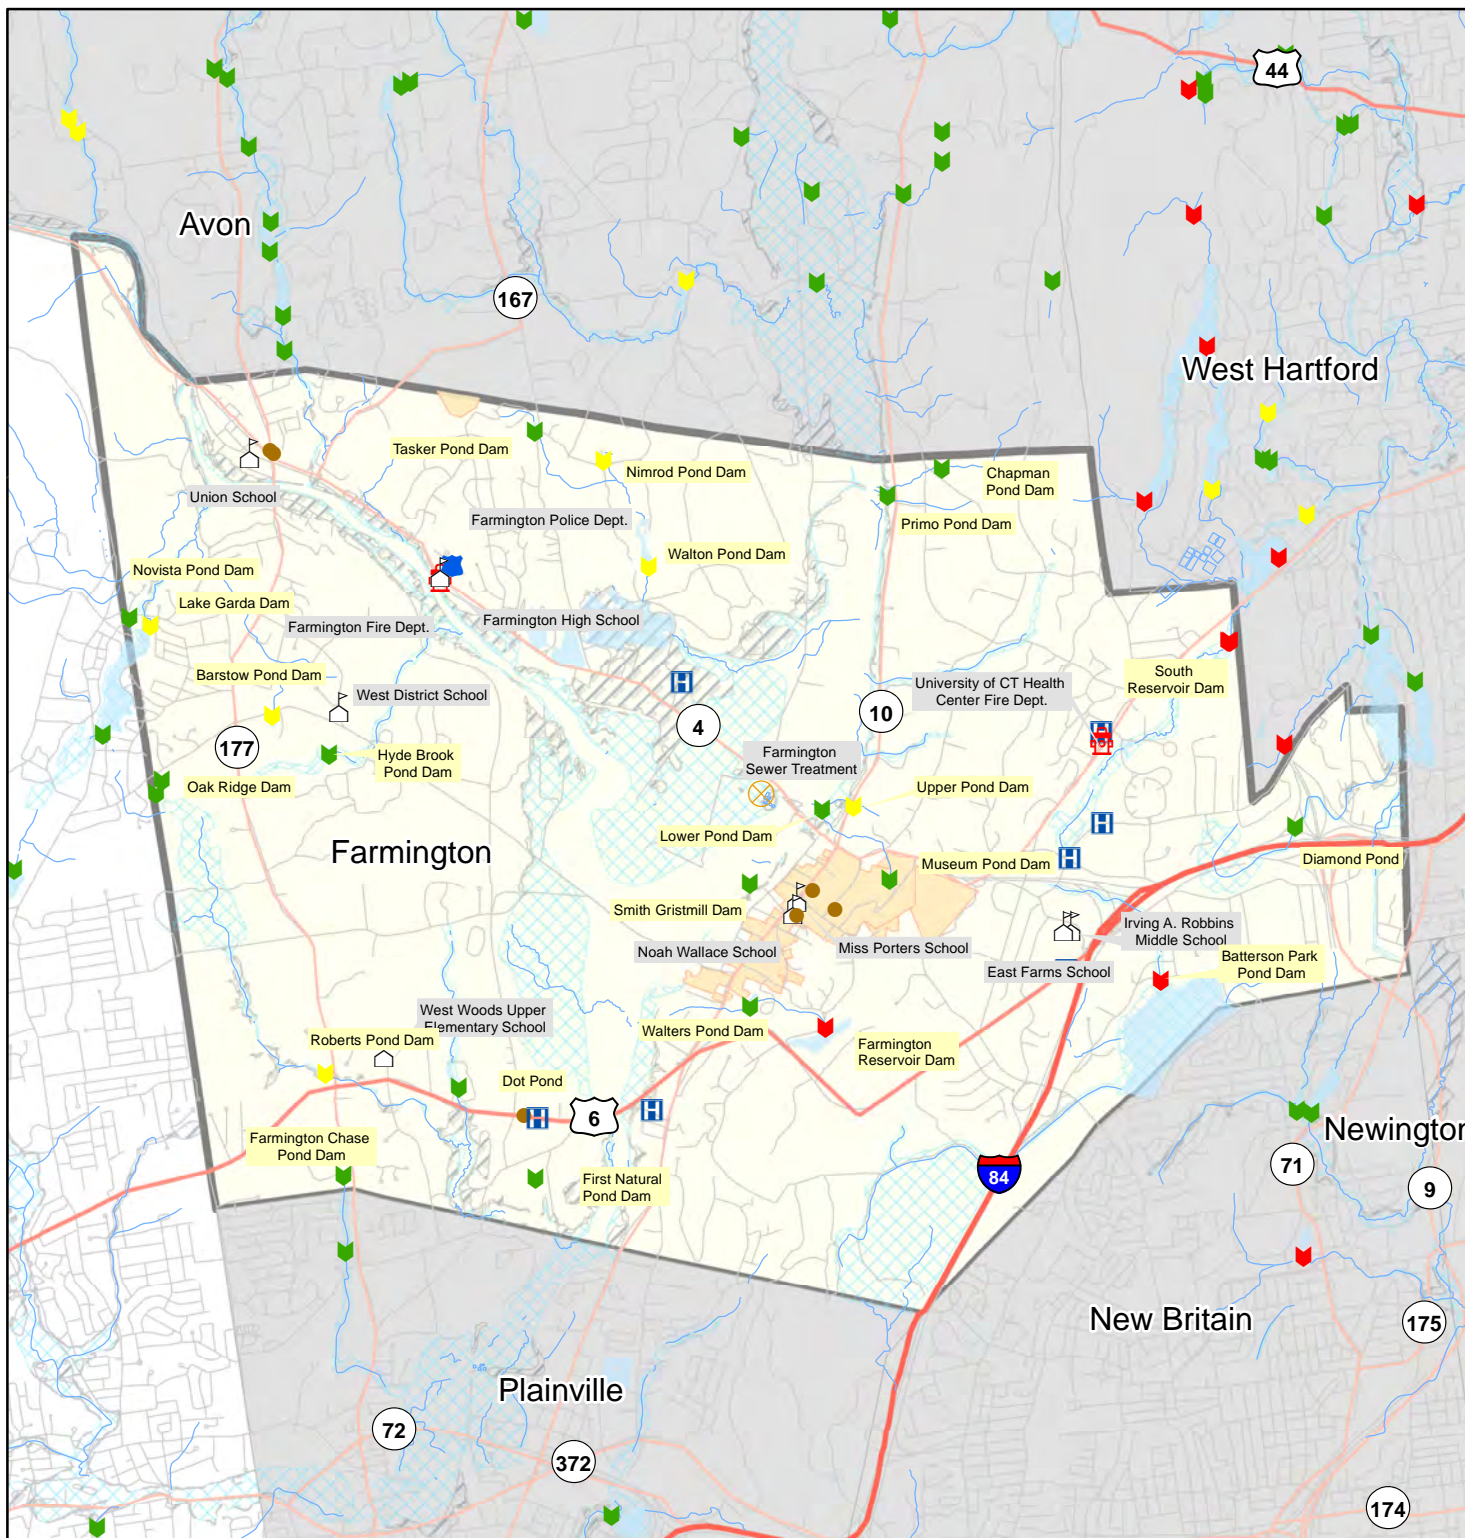 44
Avon
167
West Hartford
Tasker Pond Dam
Nimrod Pond Dam
Chapman
Pond Dam
Union School
Farmington Police Dept.
Primo Pond Dam
Walton Pond Dam
Novista Pond Dam
Lake Garda Dam
Farmington Fire Dept.
Farmington High School
Barstow Pond Dam
West District School
University of CT Health
Center Fire Dept.
South
Reservoir Dam
H
4
10
H
177
Hyde Brook
Pond Dam
Farmington
Sewer Treatment
Oak Ridge Dam
Upper Pond Dam
H
Lower Pond Dam
Farmington
Museum Pond Dam
H
Diamond Pond
Smith Gristmill Dam
Noah Wallace School
Miss Porters School
Irving A. Robbins
Middle School
East Farms School
Batterson Park
Pond Dam
West Woods Upper
Elementary School
Roberts Pond Dam
Walters Pond Dam
Farmington
Reservoir Dam
Dot Pond
H
6
H
Farmington Chase
Pond Dam
First Natural
Pond Dam
84
Newington
71
9
New Britain
175
Plainville
72
372
174